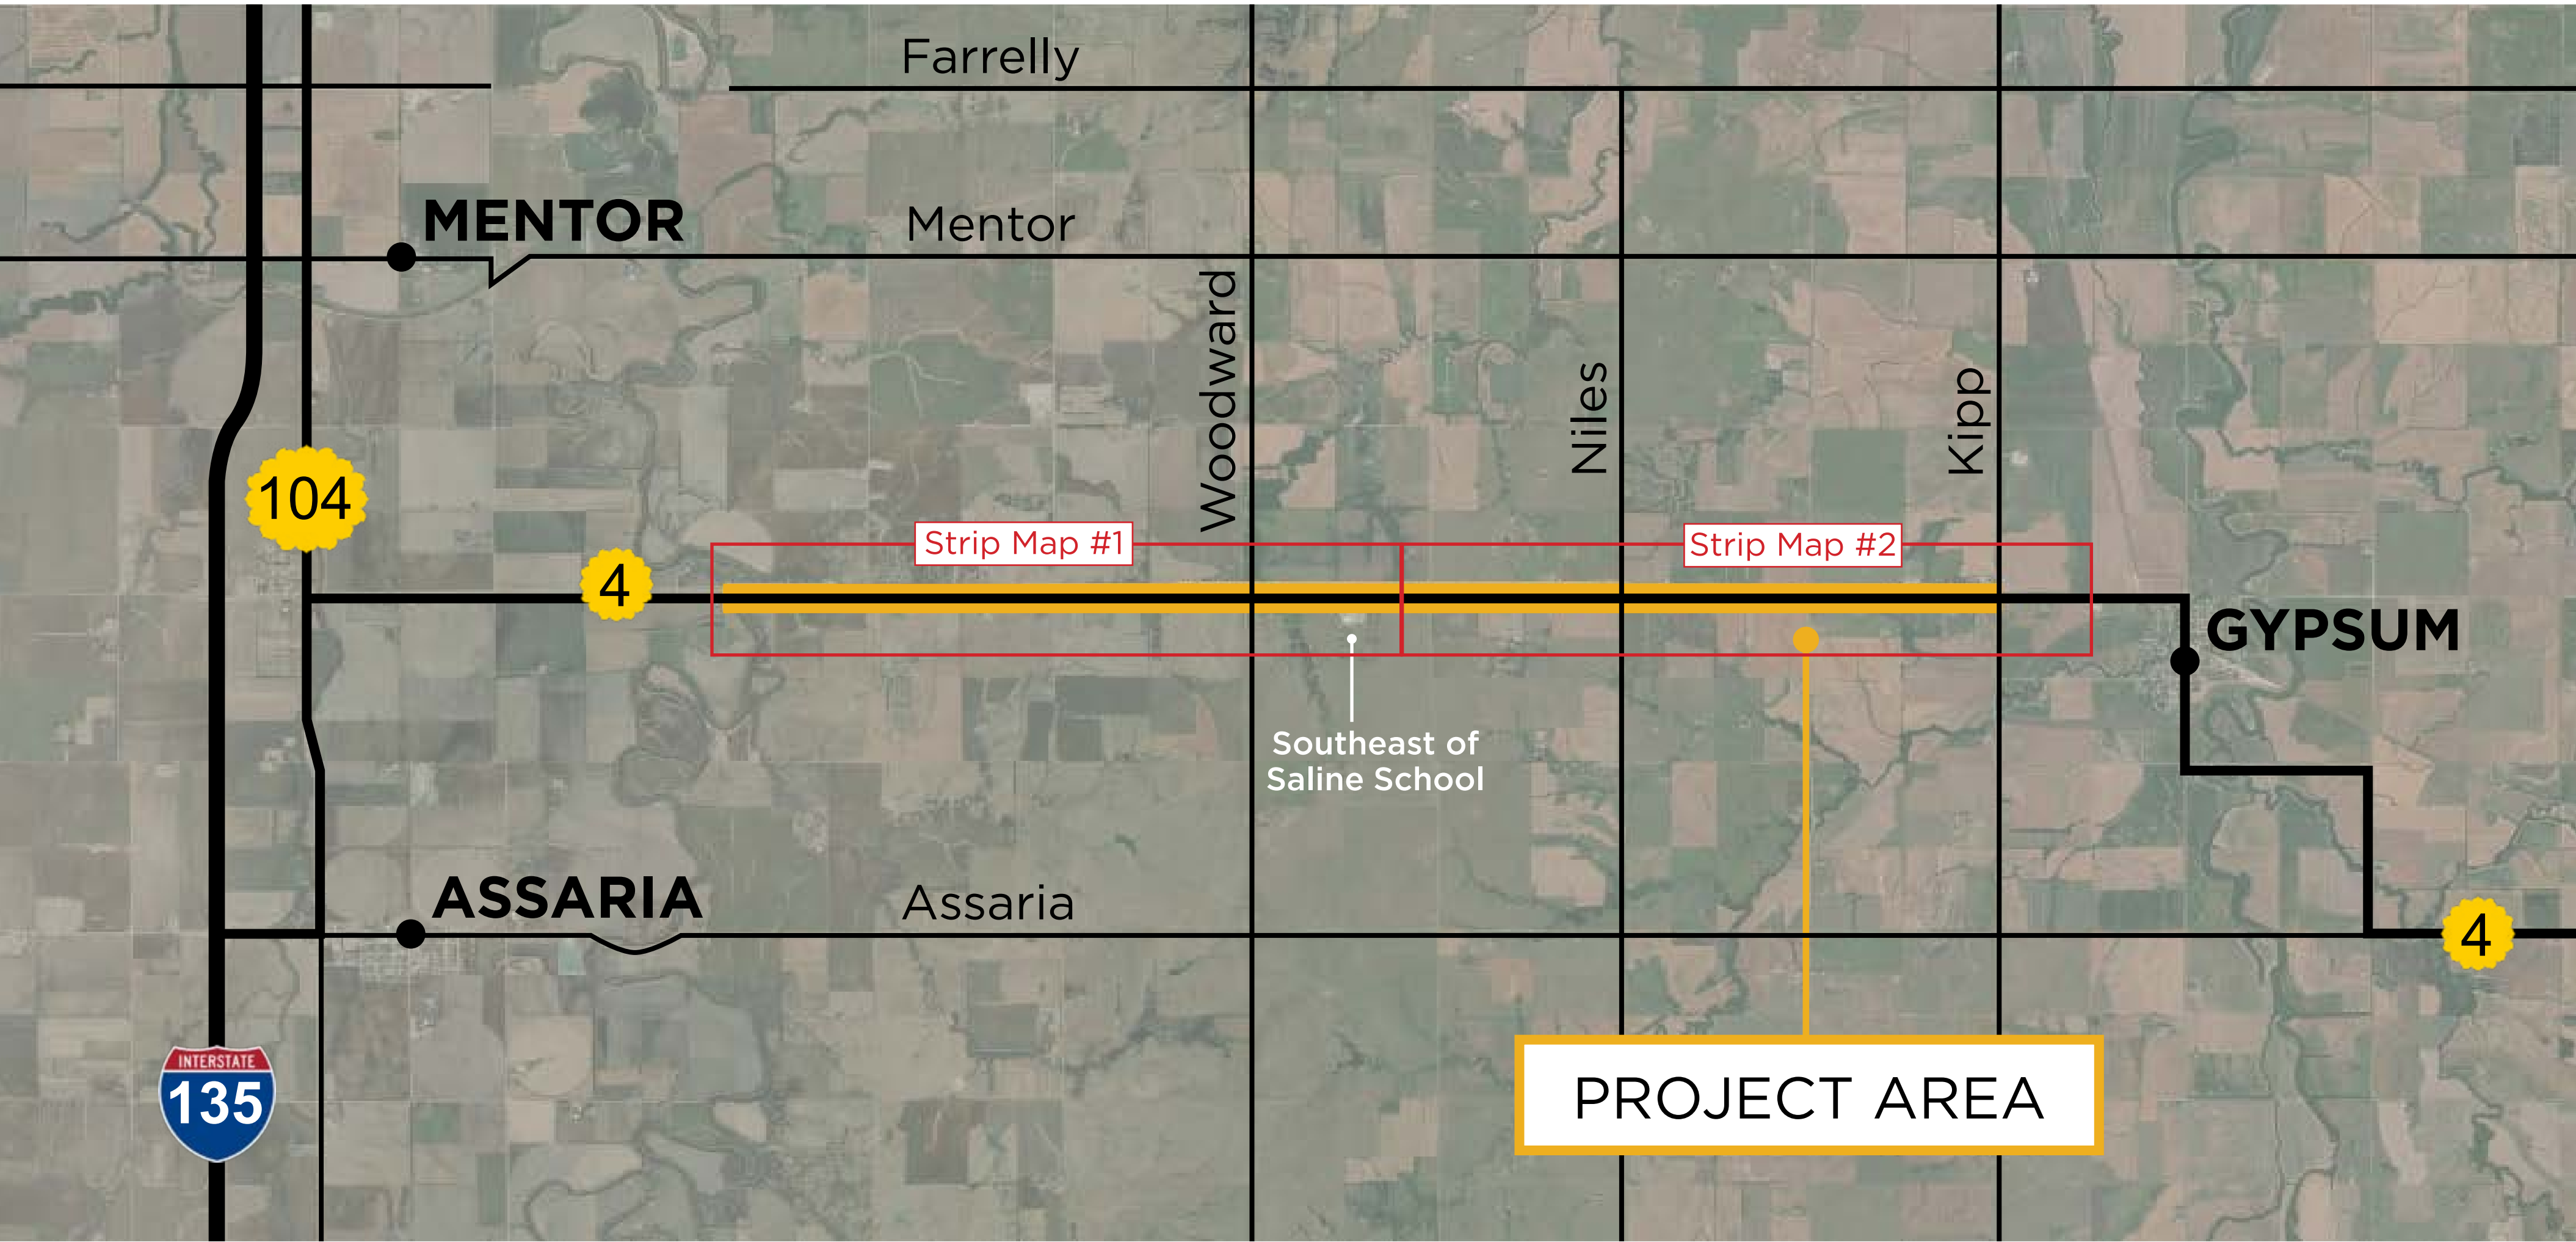 Farrelly
MENTOR
Mentor
Woodward
Niles
Kipp
104
4
Strip Map #1
Strip Map #2
GYPSUM
Southeast of
Saline School
ASSARIA
Assaria
4
INTERSTATE
135
PROJECT AREA